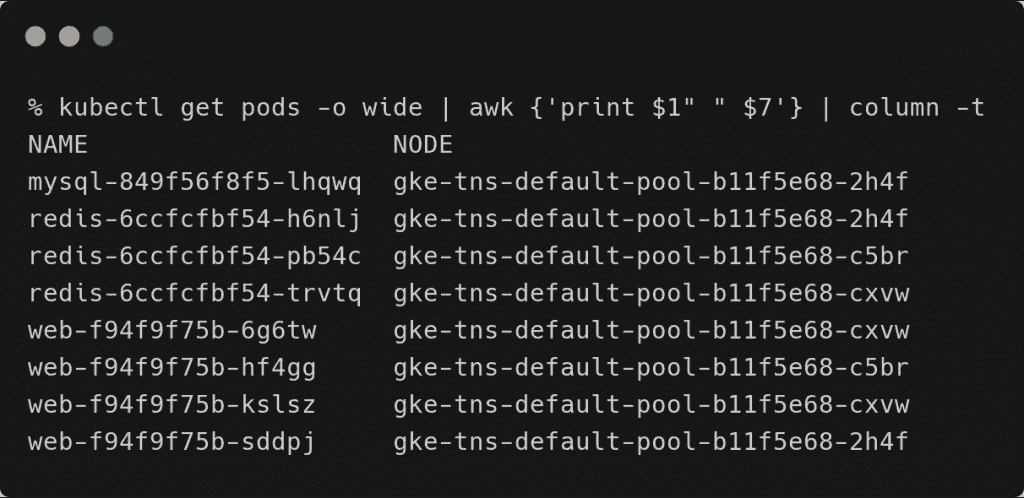 % kubectl get pods -o wide | awk {'print $1" " $7'} | column -t
NAME                    NODE
mysql-849f56f8f5-lhqwq  gke-tns-default-pool-b11f5e68-2h4f
redis-6ccfcfbf54-h6nlj  gke-tns-default-pool-b11f5e68-2h4f
redis-6ccfcfbf54-pb54c  gke-tns-default-pool-b11f5e68-c5br
redis-6ccfcfbf54-trvtq  gke-tns-default-pool-b11f5e68-cxvw
web-f94f9f75b-6g6tw     gke-tns-default-pool-b11f5e68-cxvw
web-f94f9f75b-hf4gg     gke-tns-default-pool-b11f5e68-c5br
web-f94f9f75b-kslsz     gke-tns-default-pool-b11f5e68-cxvw
web-f94f9f75b-sddpj     gke-tns-default-pool-b11f5e68-2h4f